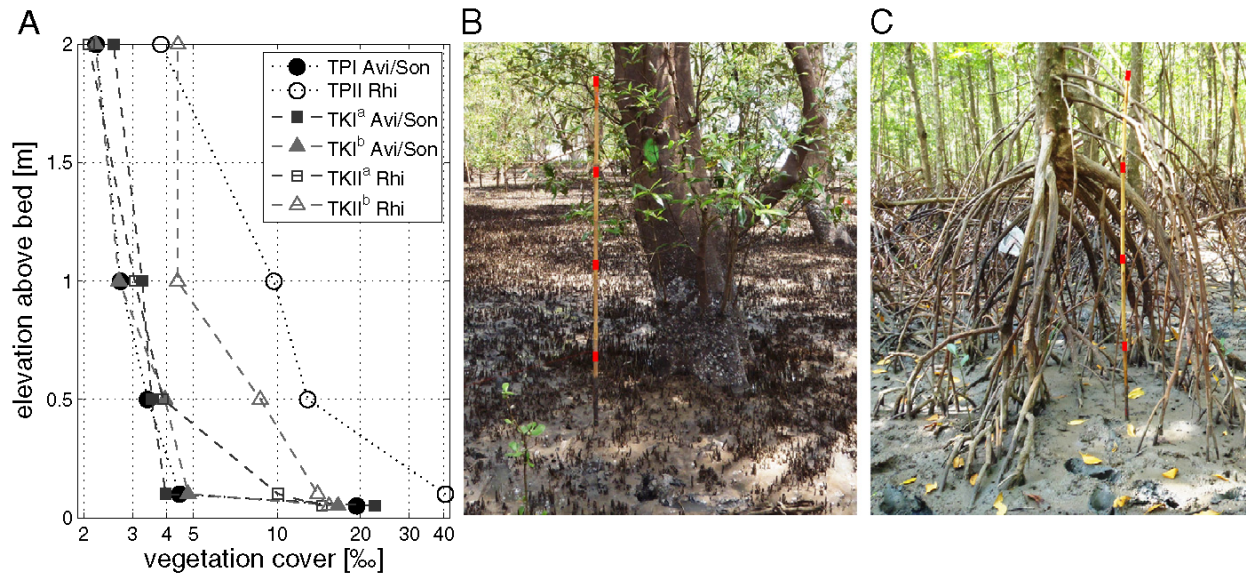 A
B
C
2
1.5
1
0.5
0
elevation above bed [m]
TPI Avi/Son
TPII Rhi
TKIᵃ Avi/Son
TKIᵇ Avi/Son
TKIIᵃ Rhi
TKIIᵇ Rhi
2 3 4 5 10 20 30 40
vegetation cover [‰]